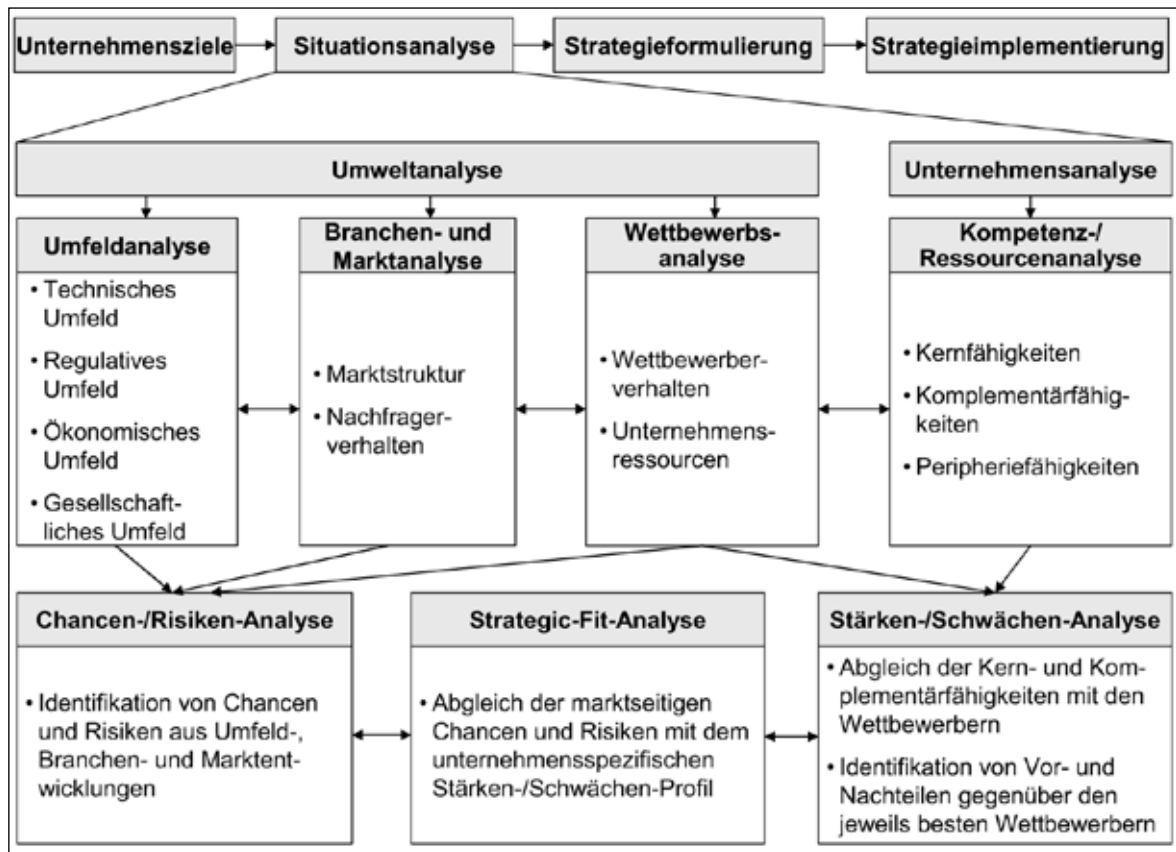 Unternehmensziele
Situationsanalyse
Strategieformulierung
Strategieimplementierung
Umweltanalyse
Unternehmensanalyse
Umfeldanalyse
• Technisches
Umfeld
• Regulatives
Umfeld
• Ökonomisches
Umfeld
• Gesellschaft-
liches Umfeld
Branchen- und
Marktanalyse
• Marktstruktur
• Nachfrager-
verhalten
Wettbewerbs-
analyse
• Wettbewerber-
verhalten
• Unternehmens-
ressourcen
Kompetenz-/
Ressourcenanalyse
• Kernfähigkeiten
• Komplementärfähig-
keiten
• Peripheriefähigkeiten
Chancen-/Risiken-Analyse
• Identifikation von Chancen
und Risiken aus Umfeld-,
Branchen- und Marktent-
wicklungen
Strategic-Fit-Analyse
• Abgleich der marktseitigen
Chancen und Risiken mit dem
unternehmensspezifischen
Stärken-/Schwächen-Profil
Stärken-/Schwächen-Analyse
• Abgleich der Kern- und Kom-
plementärfähigkeiten mit den
Wettbewerbern
• Identifikation von Vor- und
Nachteilen gegenüber den
jeweils besten Wettbewerbern